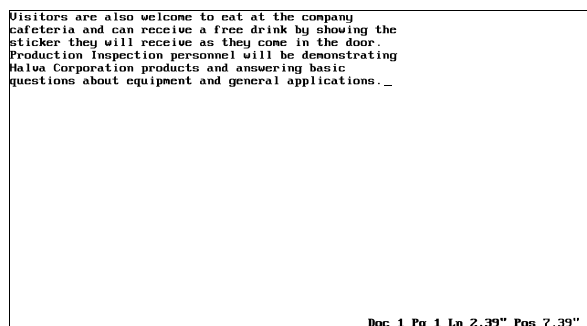 Visitors are also welcome to eat at the company
cafeteria and can receive a free drink by showing the
sticker they will receive as they come in the door.
Production Inspection personnel will be demonstrating
Halva Corporation products and answering basic
questions about equipment and general applications._
Doc 1 Pg 1 Ln 2.39" Pos 7.39"